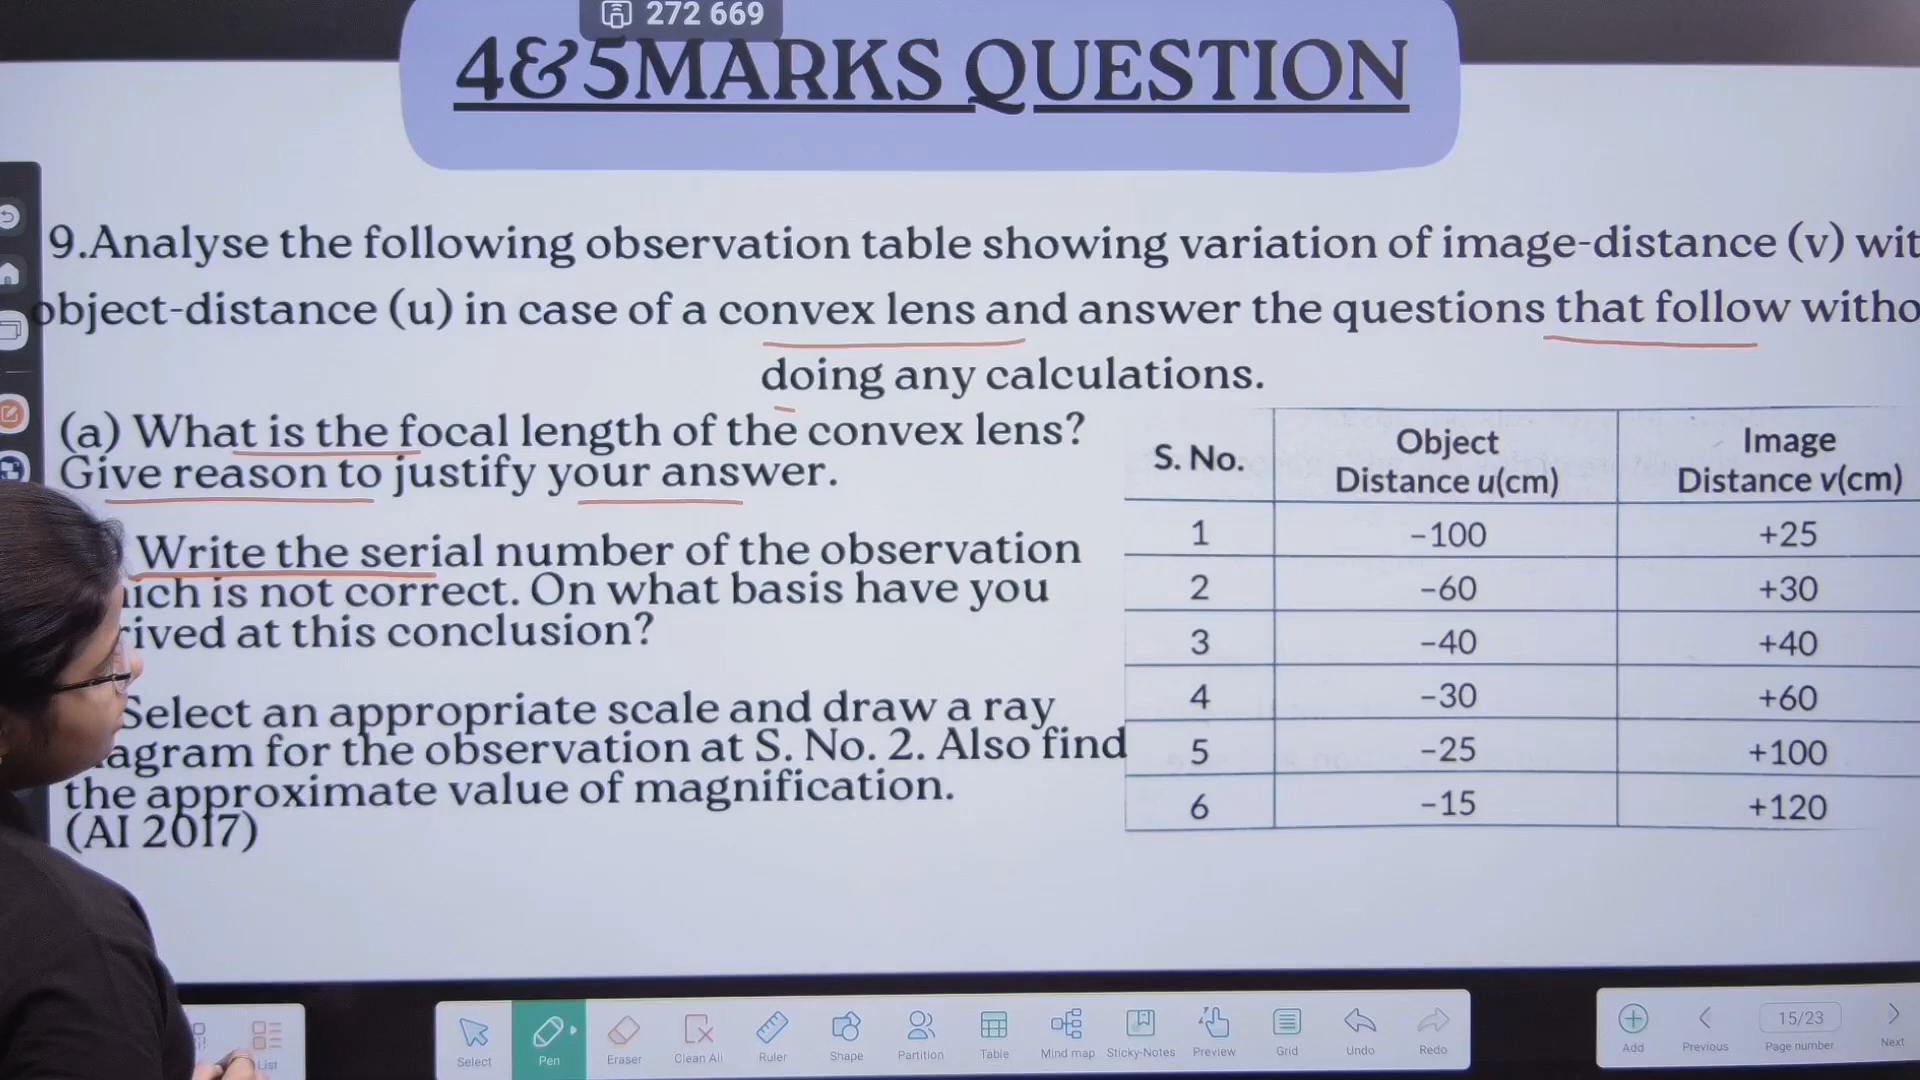 272 669
4&5MARKS QUESTION
9.Analyse the following observation table showing variation of image-distance (v) wit
object-distance (u) in case of a convex lens and answer the questions that follow witho
doing any calculations.
(a) What is the focal length of the convex lens?
Give reason to justify your answer.
Write the serial number of the observation
hich is not correct. On what basis have you
rived at this conclusion?
Select an appropriate scale and draw a ray
agram for the observation at S. No. 2. Also find
the approximate value of magnification.
(AI 2017)
S. No. Object Distance u(cm) Image Distance v(cm)
1 -100 +25
2 -60 +30
3 -40 +40
4 -30 +60
5 -25 +100
6 -15 +120
List
Select Pen Eraser Clean All Ruler Shape Partition Table Mind map Sticky-Notes Preview Grid Undo Redo
Add Previous 15/23 Page number Next